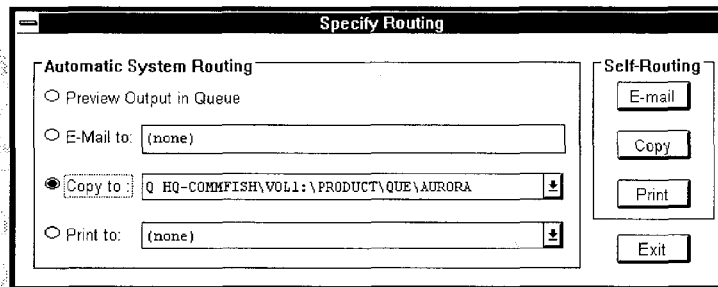 Specify Routing
Automatic System Routing
Preview Output in Queue
E-Mail to: (none)
Copy to : Q HQ-COMMFISH\VOL1:\PRODUCT\QUE\AURORA
Print to: (none)
Self-Routing
E-mail
Copy
Print
Exit